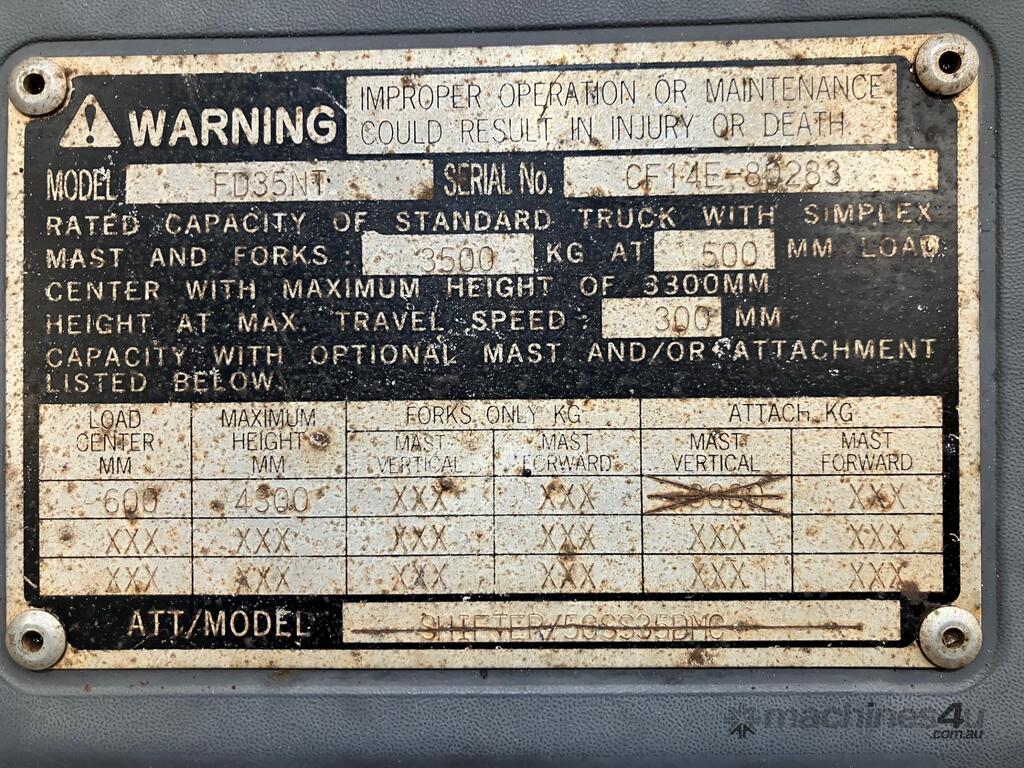 WARNING
IMPROPER OPERATION OR MAINTENANCE
COULD RESULT IN INJURY OR DEATH
MODEL FD35NT SERIAL No. CF14E-80283
RATED CAPACITY OF STANDARD TRUCK WITH SIMPLEX
MAST AND FORKS : 3500 KG AT 500 MM LOAD
CENTER WITH MAXIMUM HEIGHT OF 3300MM
HEIGHT AT MAX. TRAVEL SPEED : 300 MM
CAPACITY WITH OPTIONAL MAST AND/OR ATTACHMENT
LISTED BELOW.
LOAD CENTER MM MAXIMUM HEIGHT MM FORKS ONLY KG ATTACH KG
MAST VERTICAL MAST FORWARD MAST VERTICAL MAST FORWARD
600 4300 XXX XXX XXX
XXX XXX XXX XXX XXX XXX
XXX XXX XXX XXX XXX XXX
ATT/MODEL SHIFTER/50SS35DMC
machines4u
.com.au